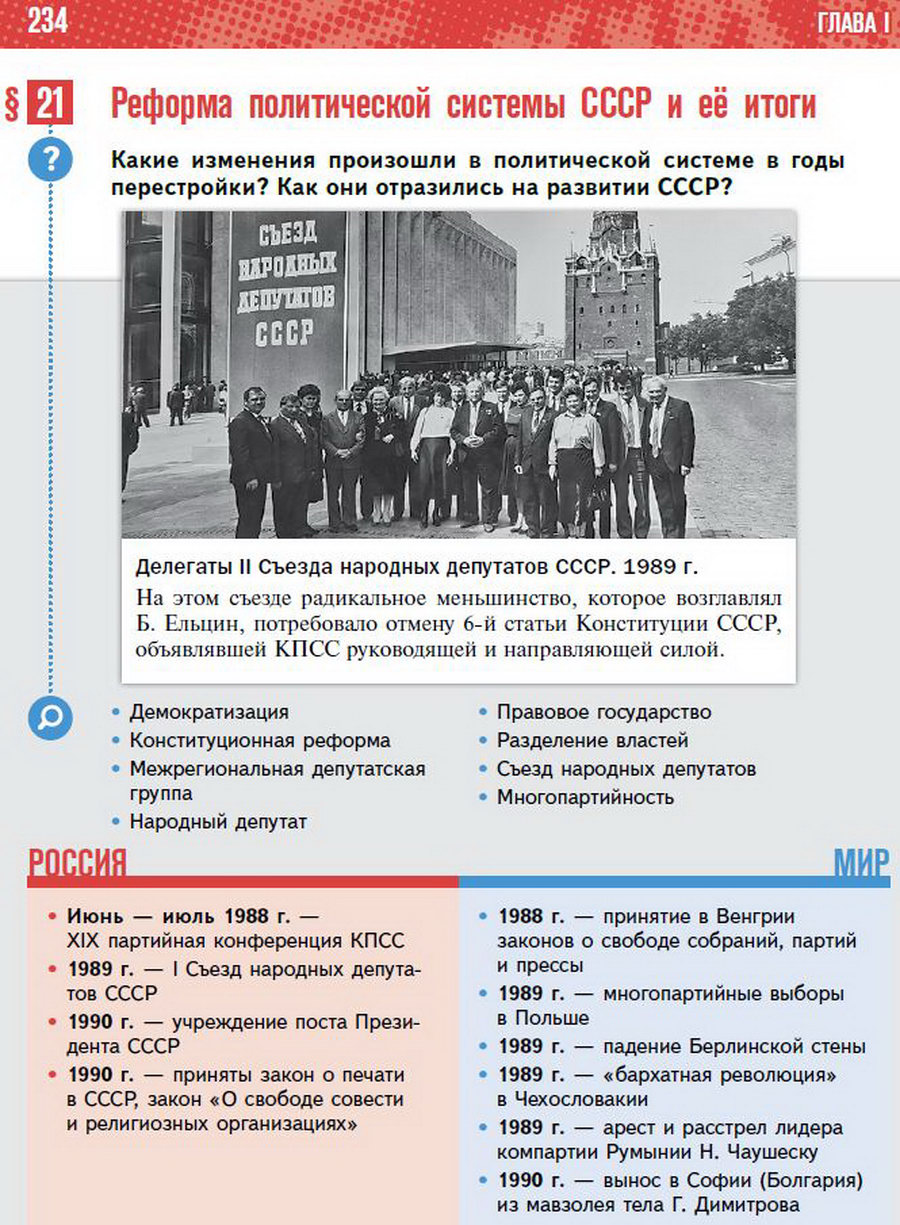 234
ГЛАВА I
§ 21
Реформа политической системы СССР и её итоги
?
Какие изменения произошли в политической системе в годы
перестройки? Как они отразились на развитии СССР?
СЪЕЗД
НАРОДНЫХ
ДЕПУТАТОВ
СССР
Делегаты II Съезда народных депутатов СССР. 1989 г.
На этом съезде радикальное меньшинство, которое возглавлял
Б. Ельцин, потребовало отмену 6-й статьи Конституции СССР,
объявлявшей КПСС руководящей и направляющей силой.
• Демократизация
• Конституционная реформа
• Межрегиональная депутатская
группа
• Народный депутат
• Правовое государство
• Разделение властей
• Съезд народных депутатов
• Многопартийность
РОССИЯ
• Июнь — июль 1988 г. —
XIX партийная конференция КПСС
• 1989 г. — I Съезд народных депута-
тов СССР
• 1990 г. — учреждение поста Прези-
дента СССР
• 1990 г. — приняты закон о печати
в СССР, закон «О свободе совести
и религиозных организациях»
МИР
• 1988 г. — принятие в Венгрии
законов о свободе собраний, партий
и прессы
• 1989 г. — многопартийные выборы
в Польше
• 1989 г. — падение Берлинской стены
• 1989 г. — «бархатная революция»
в Чехословакии
• 1989 г. — арест и расстрел лидера
компартии Румынии Н. Чаушеску
• 1990 г. — вынос в Софии (Болгария)
из мавзолея тела Г. Димитрова